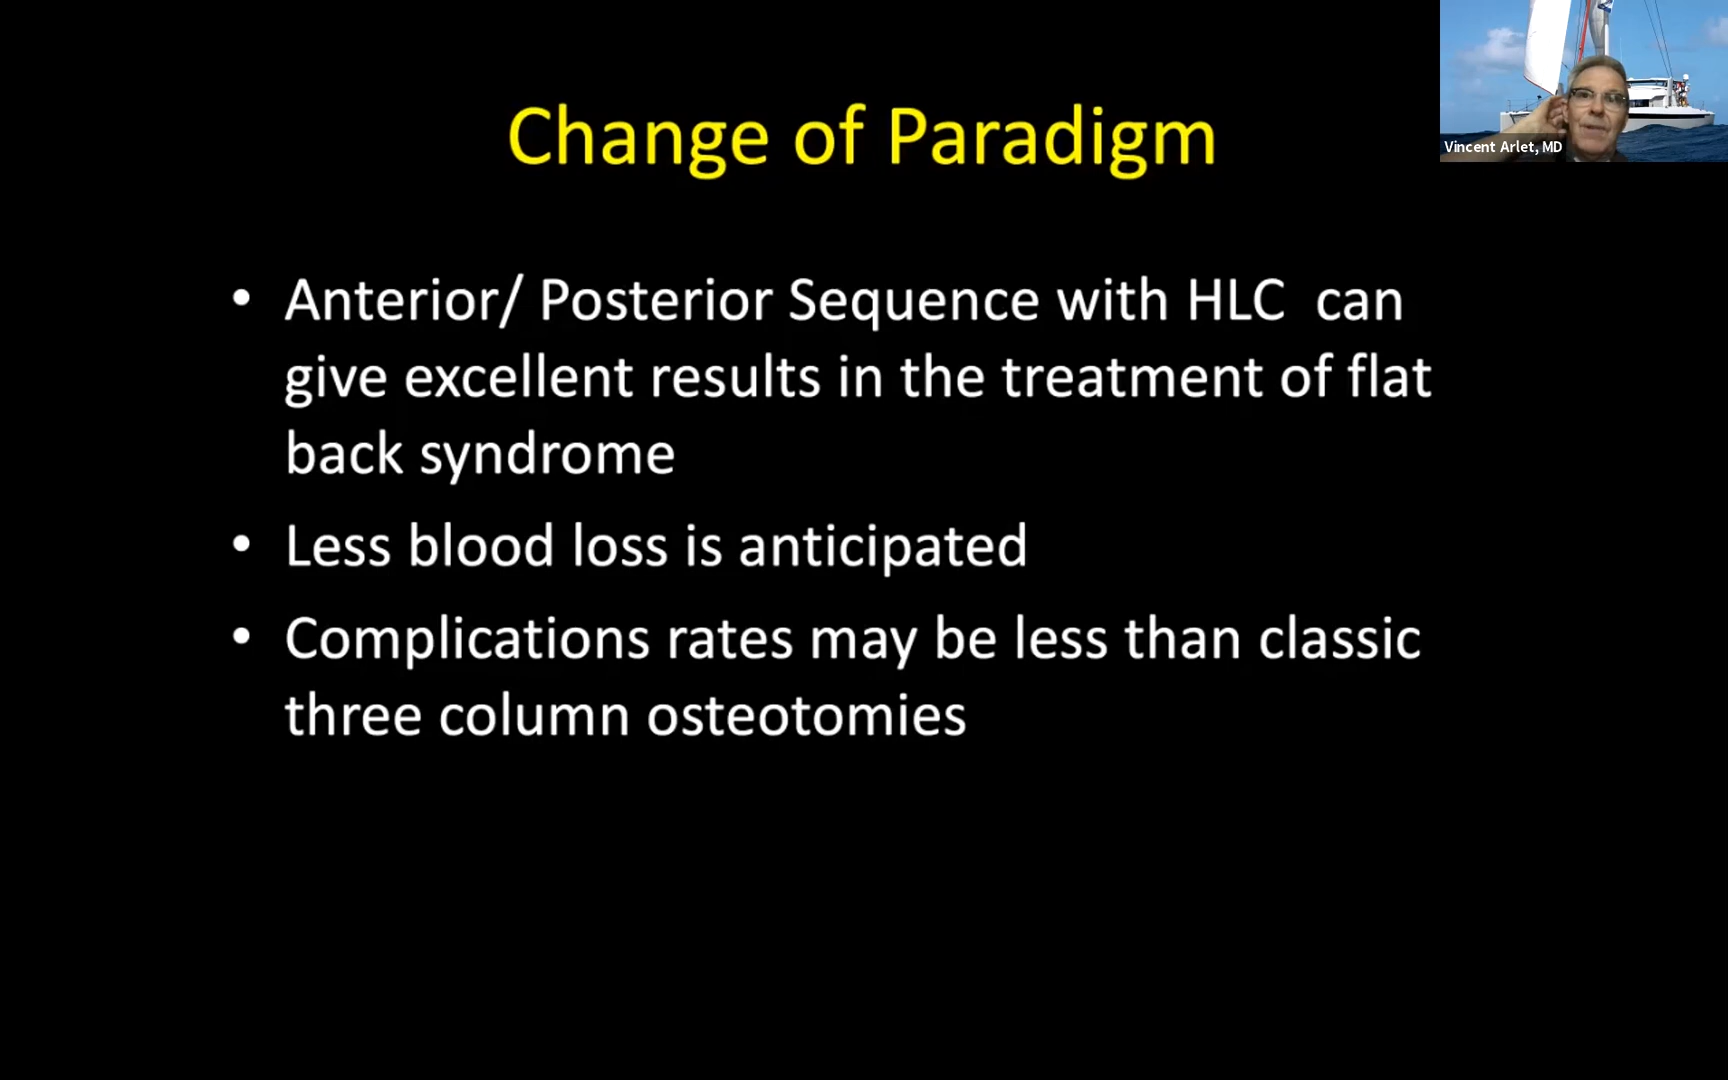 Vincent Arlet, MD
Change of Paradigm
• Anterior/ Posterior Sequence with HLC  can
give excellent results in the treatment of flat
back syndrome
• Less blood loss is anticipated
• Complications rates may be less than classic
three column osteotomies